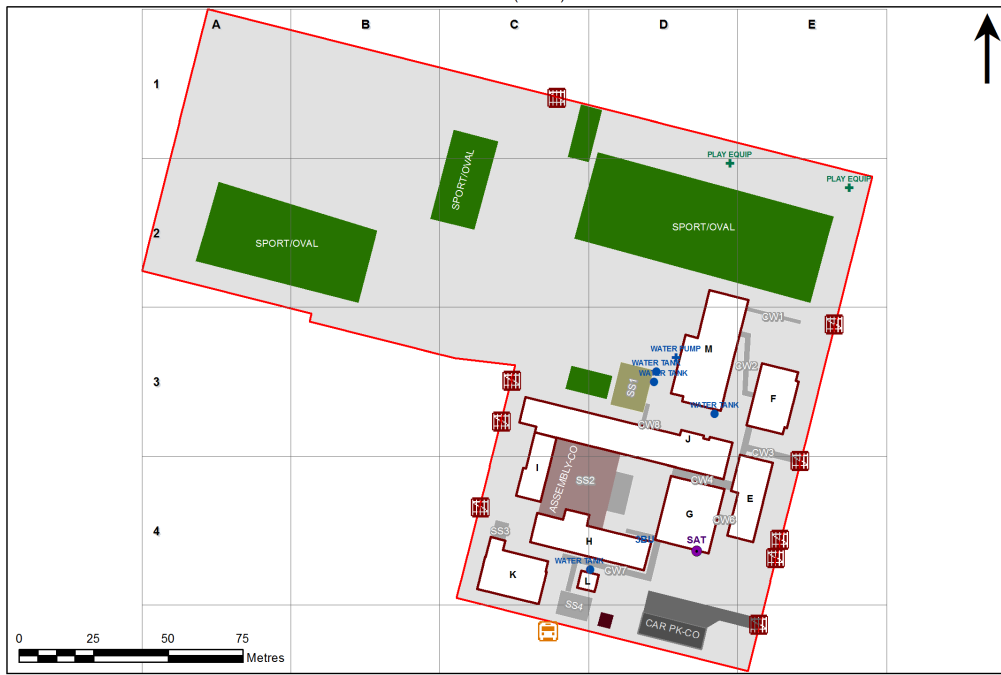 A B C D E
1
PLAY EQUIP
PLAY EQUIP
SPORT/OVAL
SPORT/OVAL
SPORT/OVAL
2
CW1
WATER PUMP
M
WATER TANK
CW2
WATER TANK
3
SS1
F
WATER TANK
CW8
J
CW3
I
ASSEMBLY-CO
SS2
CW4
E
G
CW6
4
SS3
H
SAT
WATER TANK
CW7
K
L
SS4
CAR PK-CO
0 25 50 75
Metres